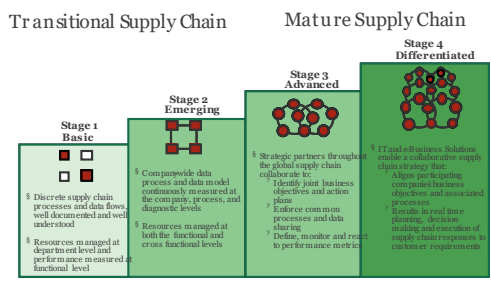 Transitional Supply Chain
Mature Supply Chain
Stage 1
Basic
§ Discrete supply chain
processes and data flows,
well documented and well
understood
§ Resources managed at
department level and
performance measured at
functional level
Stage 2
Emerging
§ Companywide data
process and data model
continuously measured at
the company, process, and
diagnostic levels
§ Resources managed at
both the functional and
cross functional levels
Stage 3
Advanced
§ Strategic partners throughout
the global supply chain
collaborate to:
’ Identify joint business
objectives and action
plans
’ Enforce common
processes and data
sharing
’ Define, monitor and react
to performance metrics
Stage 4
Differentiated
§ IT and eBusiness Solutions
enable a collaborative supply
chain strategy that:
’ Aligns participating
companies business
objectives and associated
processes
’ Results in real time
planning, decision
making and execution of
supply chain responses to
customer requirements